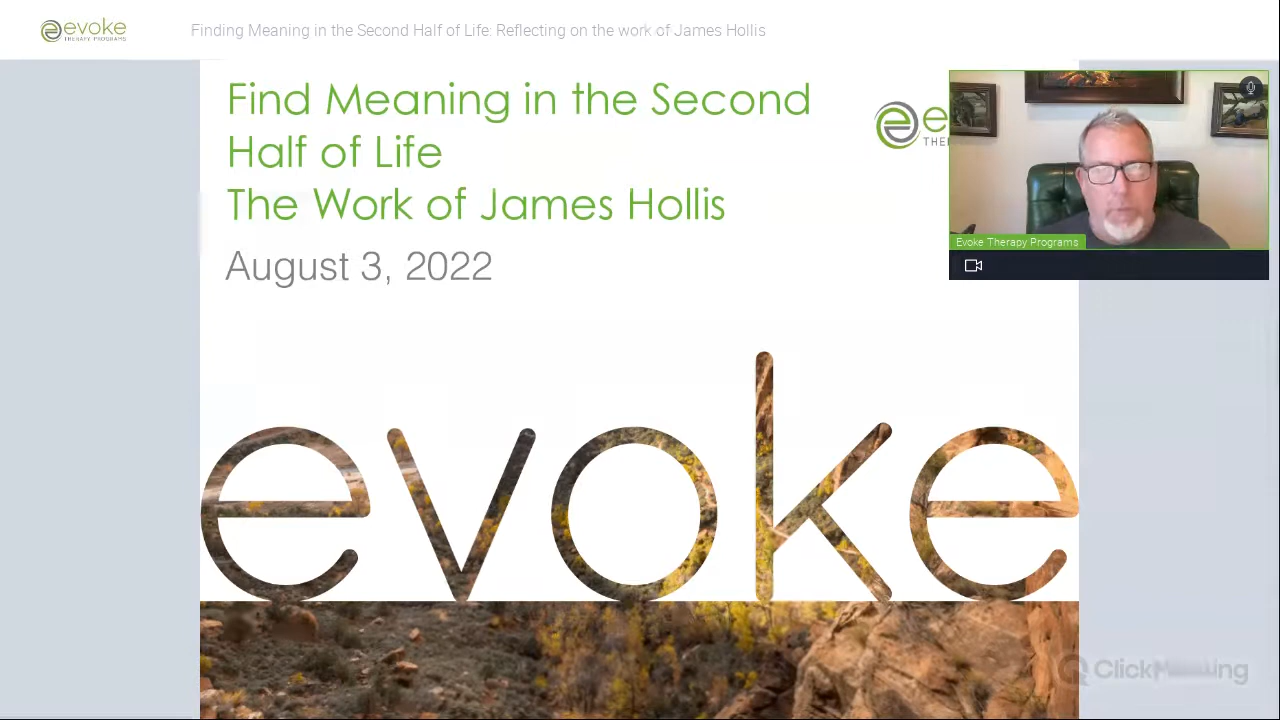 evoke
THERAPY PROGRAMS
Finding Meaning in the Second Half of Life: Reflecting on the work of James Hollis
Find Meaning in the Second
Half of Life
The Work of James Hollis
August 3, 2022
e
THE
Evoke Therapy Programs
evoke